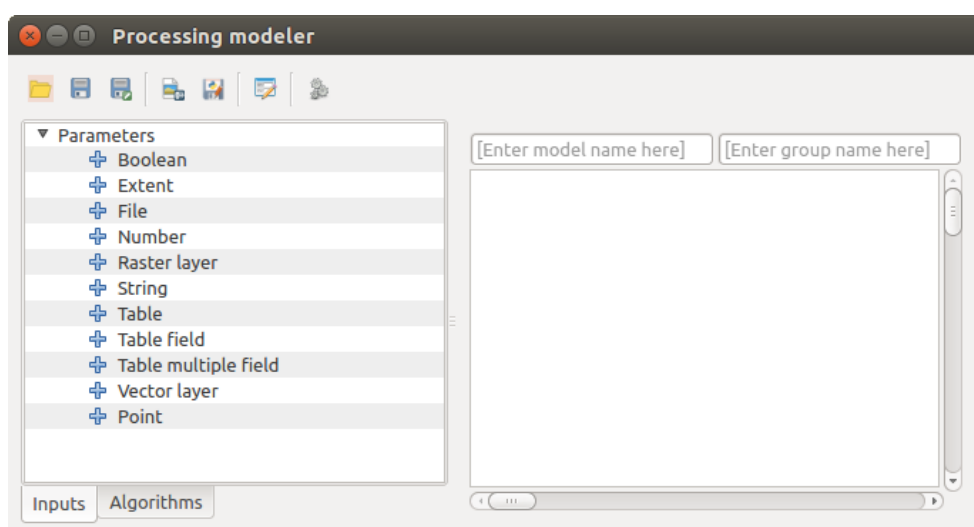 Processing modeler
Parameters
Boolean
Extent
File
Number
Raster layer
String
Table
Table field
Table multiple field
Vector layer
Point
Inputs
Algorithms
[Enter model name here]
[Enter group name here]